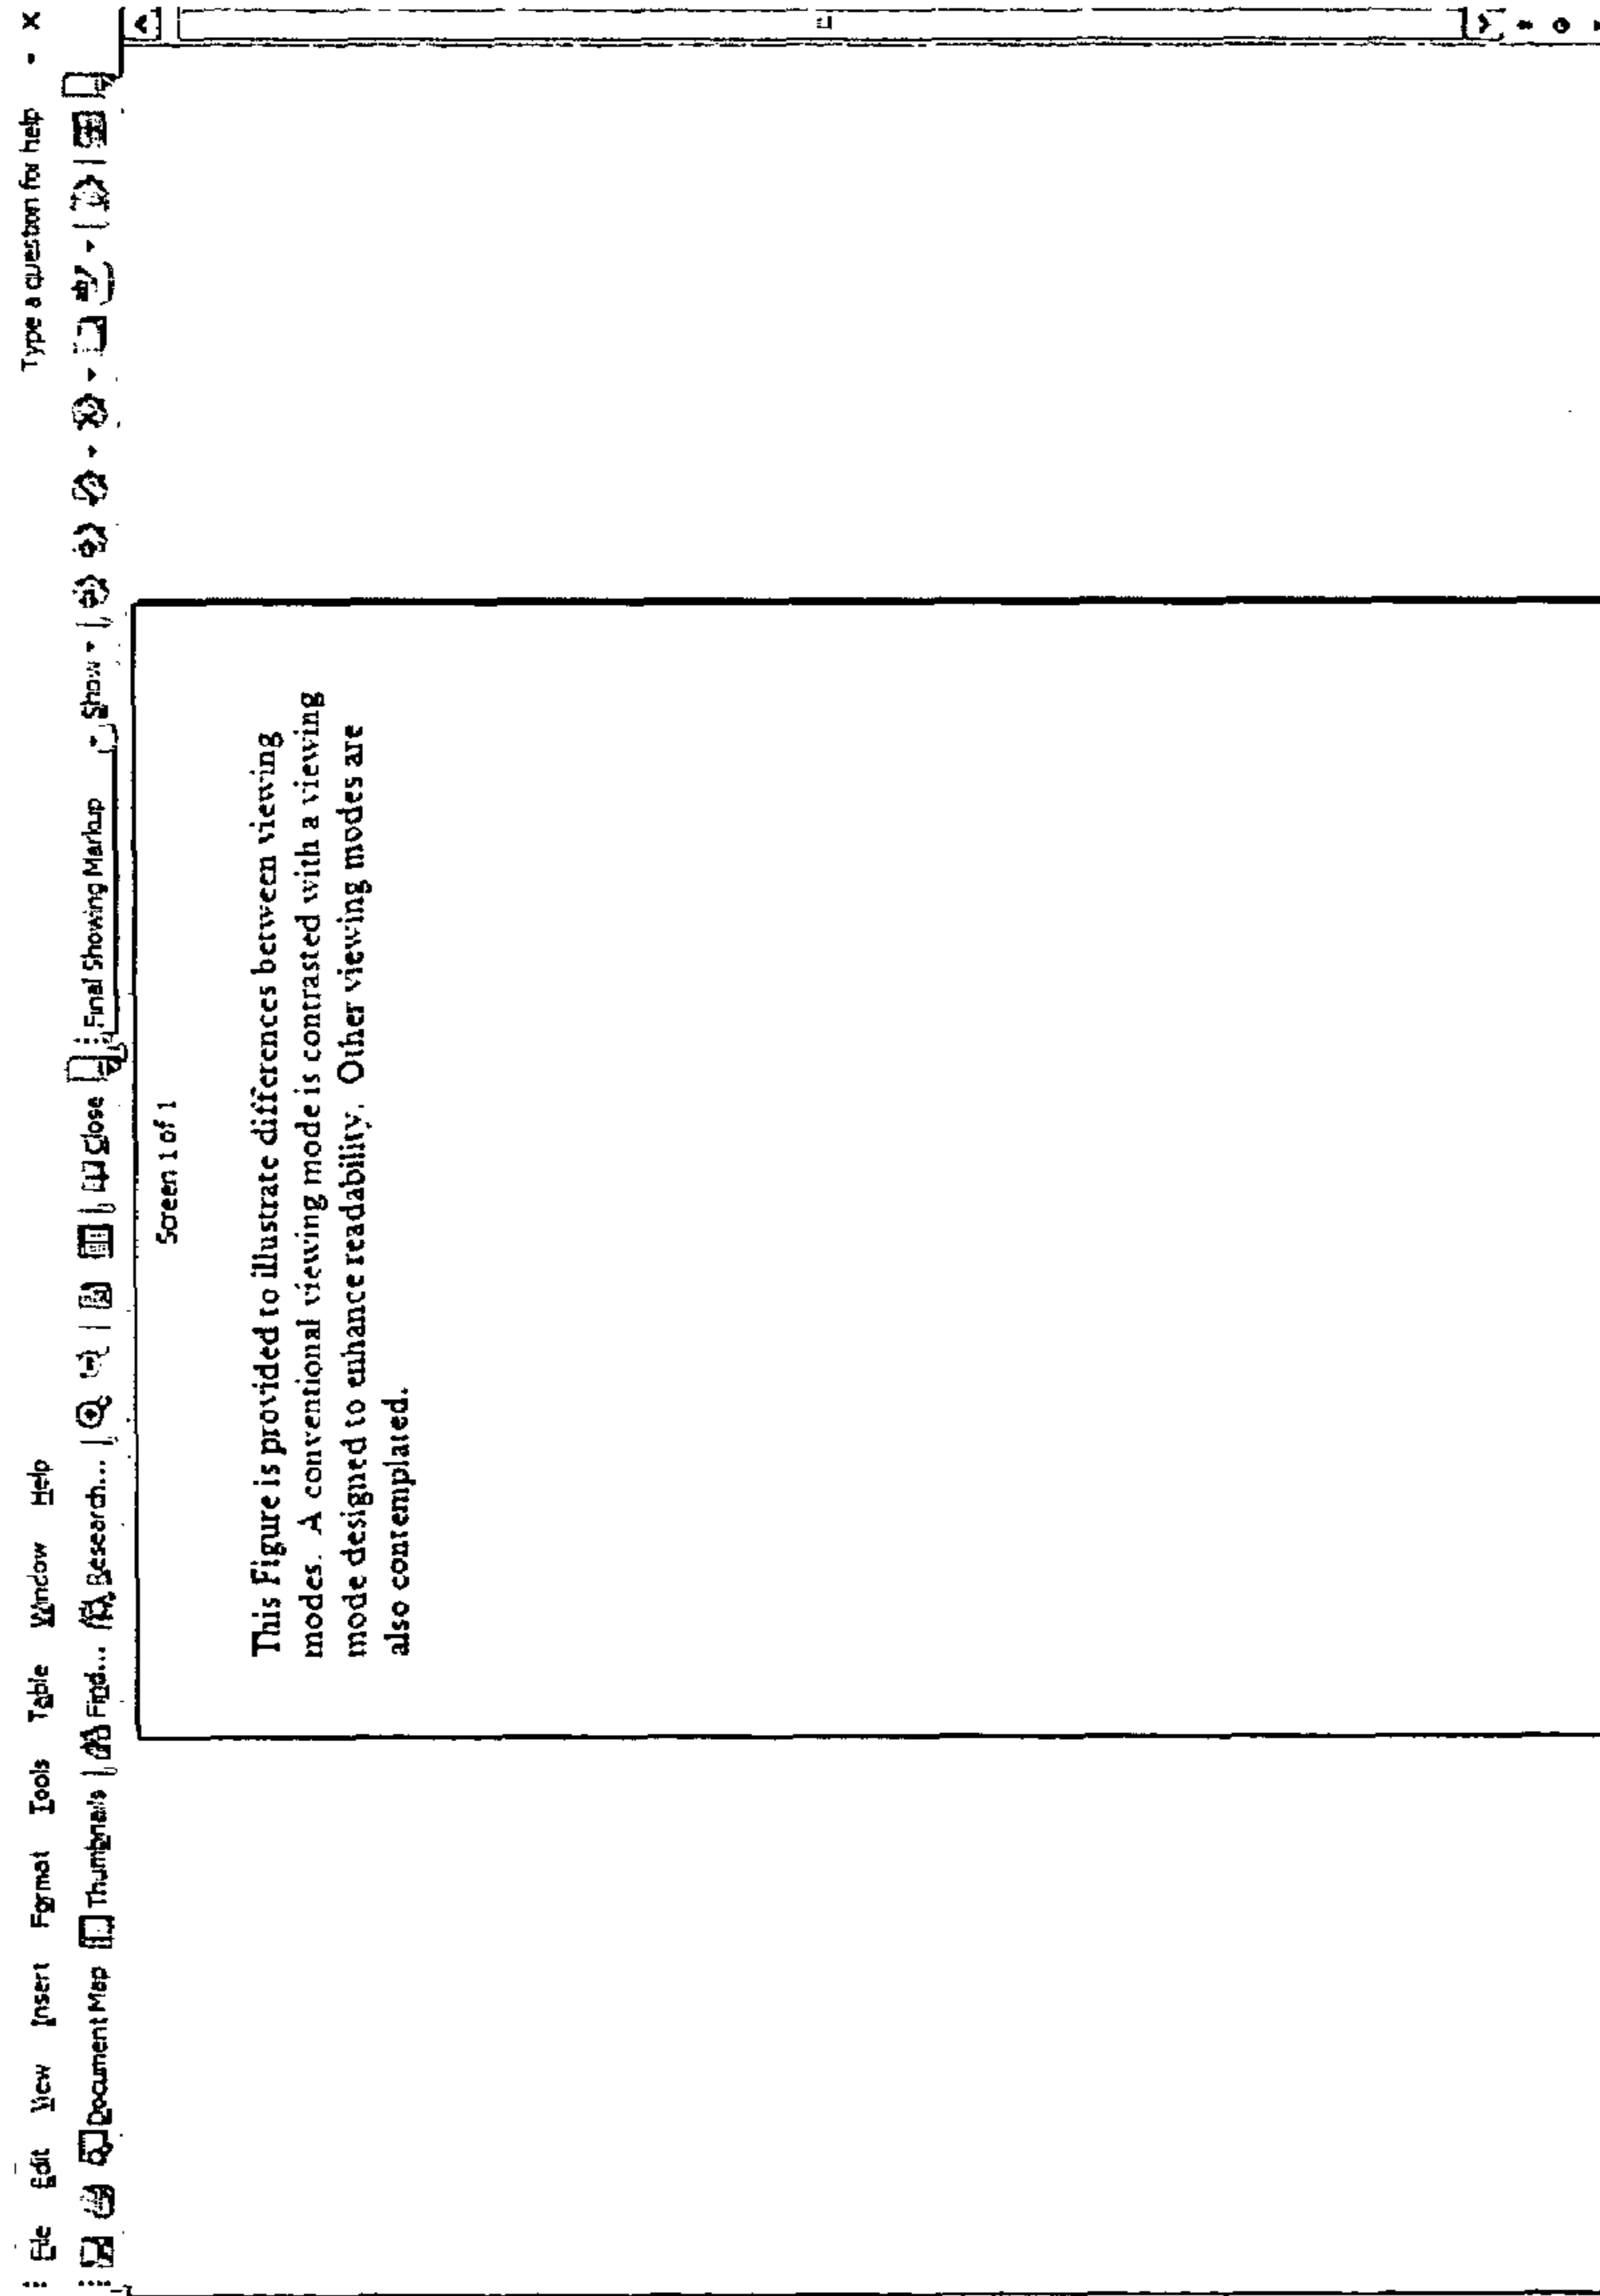 File Edit View Insert Format Tools Table Window Help Type a question for help
Document Map Thumbnails Find... Research... Close Final Showing Markup Show
Screen 1 of 1
This Figure is provided to illustrate differences between viewing
modes. A conventional viewing mode is contrasted with a viewing
mode designed to enhance readability. Other viewing modes are
also contemplated.